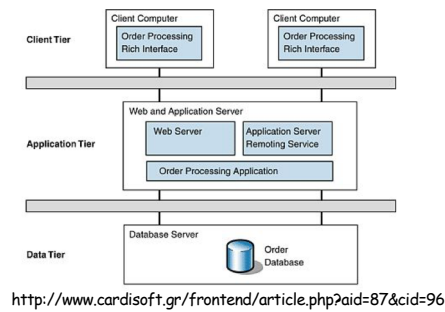 Client Computer
Client Computer
Client Tier
Order Processing
Rich Interface
Order Processing
Rich Interface
Web and Application Server
Web Server
Application Server
Remoting Service
Application Tier
Order Processing Application
Database Server
Data Tier
Order
Database
http://www.cardisoft.gr/frontend/article.php?aid=87&cid=96